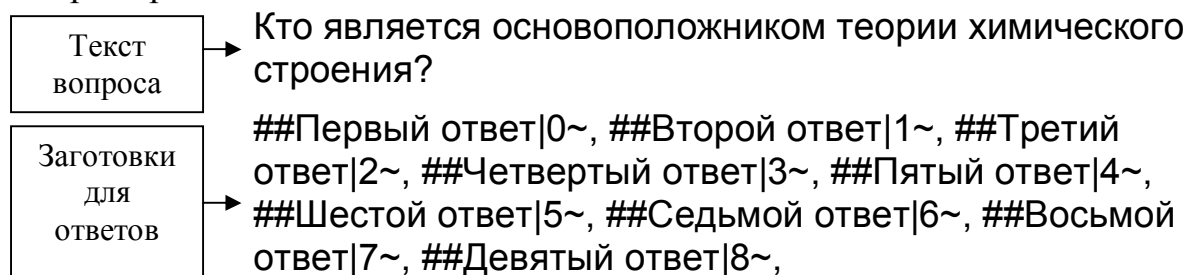 Текст
вопроса
Кто является основоположником теории химического
строения?
Заготовки
для
ответов
##Первый ответ|0~, ##Второй ответ|1~, ##Третий
ответ|2~, ##Четвертый ответ|3~, ##Пятый ответ|4~,
##Шестой ответ|5~, ##Седьмой ответ|6~, ##Восьмой
ответ|7~, ##Девятый ответ|8~,